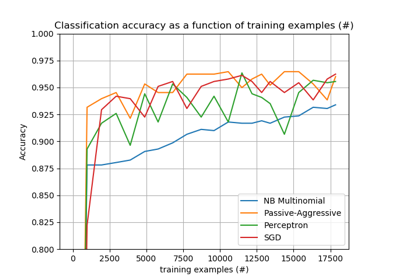 Classification accuracy as a function of training examples (#)
1.000
0.975
0.950
0.925
0.900
0.875
0.850
0.825
0.800
Accuracy
NB Multinomial
Passive-Aggressive
Perceptron
SGD
0 2500 5000 7500 10000 12500 15000 17500
training examples (#)